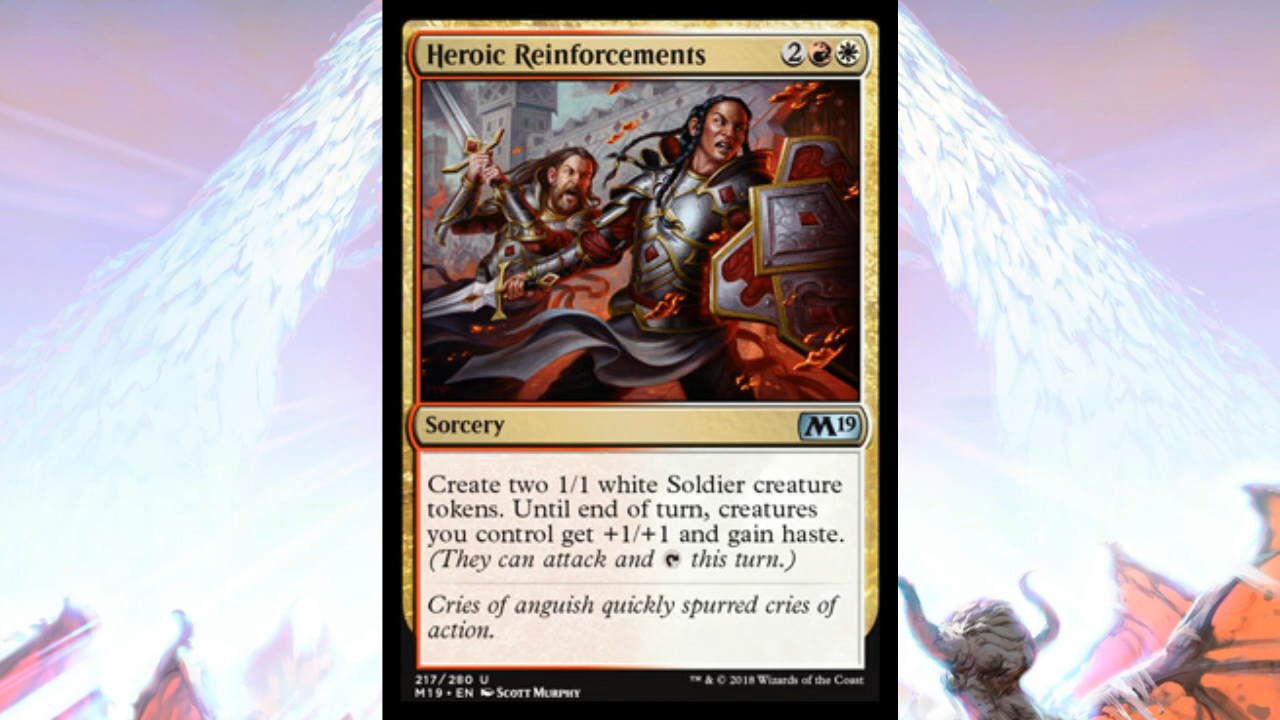 Heroic Reinforcements 2
Sorcery M19
Create two 1/1 white Soldier creature
tokens. Until end of turn, creatures
you control get +1/+1 and gain haste.
(They can attack and this turn.)
Cries of anguish quickly spurred cries of
action.
217/280 U ™ & © 2018 Wizards of the Coast
M19 • EN Scott Murphy